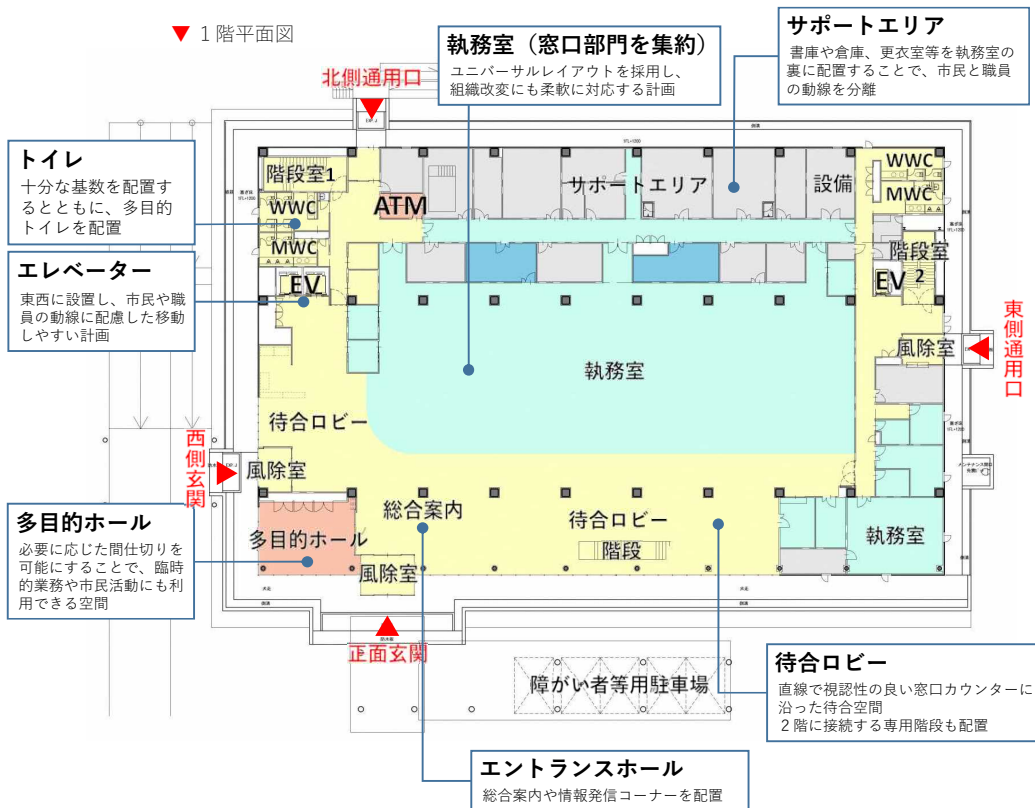 ▼ 1階平面図
執務室（窓口部門を集約）
ユニバーサルレイアウトを採用し、
組織改変にも柔軟に対応する計画
サポートエリア
書庫や倉庫、更衣室等を執務室の
裏に配置することで、市民と職員
の動線を分離
北側通用口
トイレ
十分な基数を配置す
るとともに、多目的
トイレを配置
エレベーター
東西に設置し、市民や職
員の動線に配慮した移動
しやすい計画
階段室1
WWC
MWC
EV
ATM
サポートエリア
設備
WWC
MWC
階段室
2
EV
風除室
東側通用口
執務室
待合ロビー
西側玄関
風除室
多目的ホール
必要に応じた間仕切りを
可能にすることで、臨時
的業務や市民活動にも利
用できる空間
総合案内
待合ロビー
階段
多目的ホール
風除室
執務室
正面玄関
障がい者等用駐車場
待合ロビー
直線で視認性の良い窓口カウンターに
沿った待合空間
２階に接続する専用階段も配置
エントランスホール
総合案内や情報発信コーナーを配置